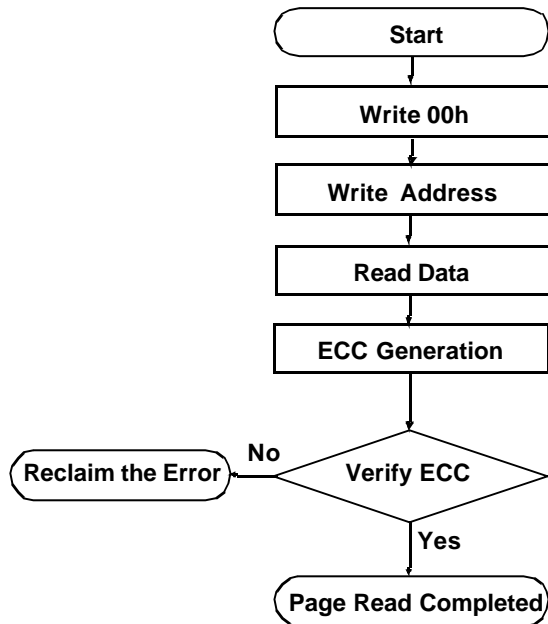 Start
Write 00h
Write Address
Read Data
ECC Generation
No
Reclaim the Error
Verify ECC
Yes
Page Read Completed